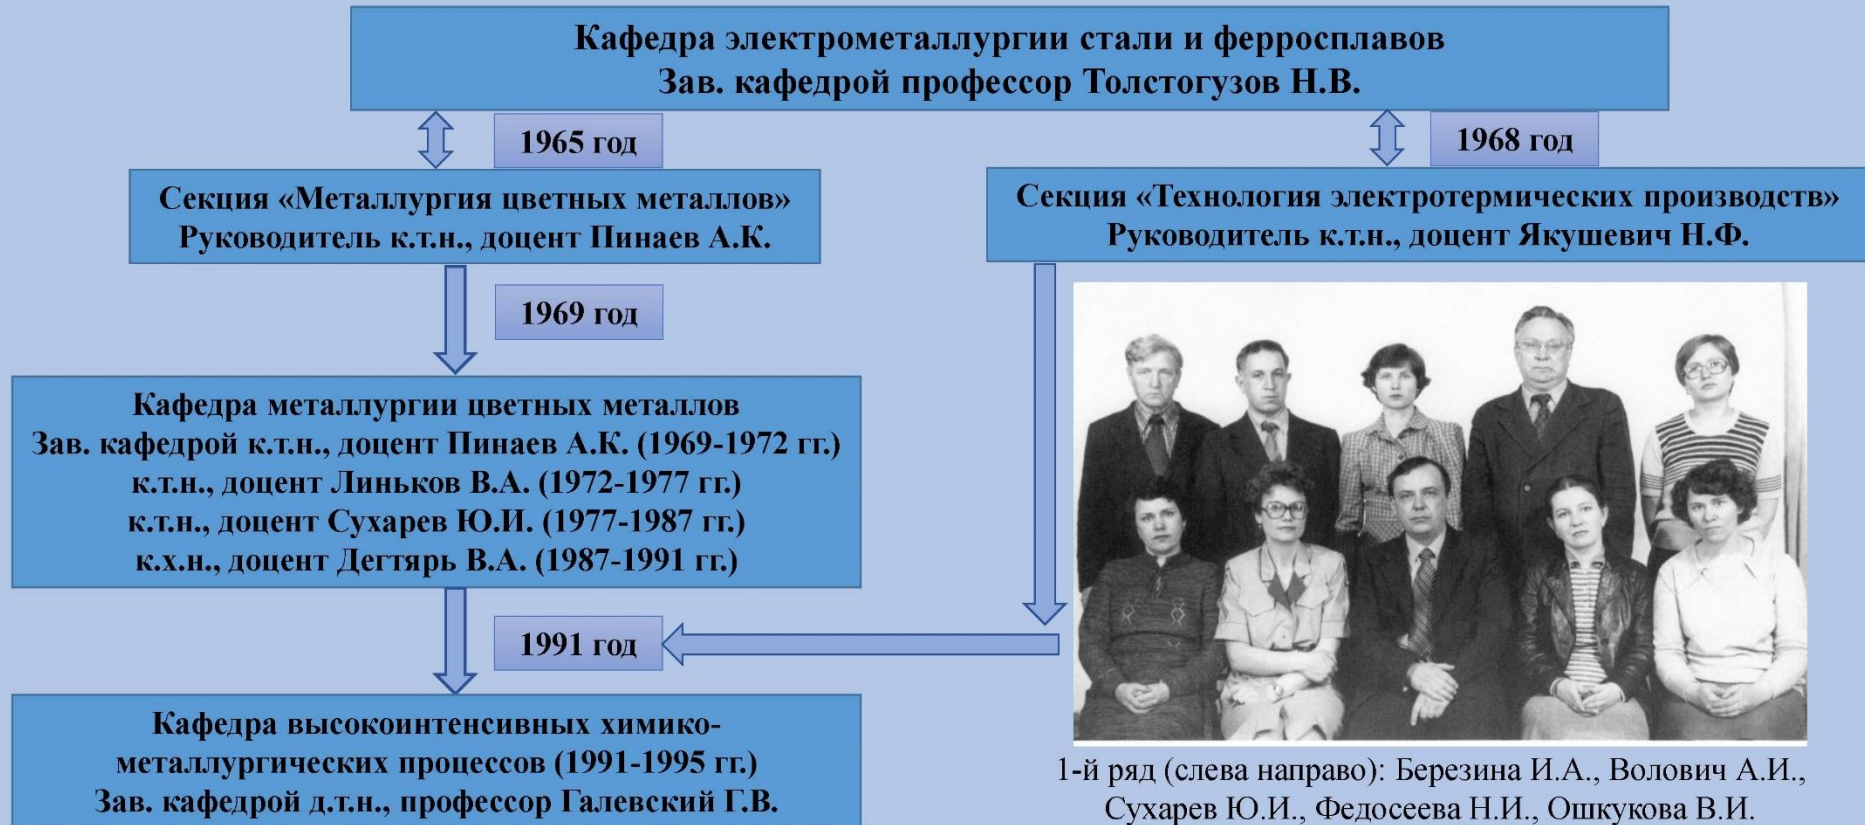 Кафедра электрометаллургии стали и ферросплавов
Зав. кафедрой профессор Толстогузов Н.В.
1965 год
1968 год
Секция «Металлургия цветных металлов»
Руководитель к.т.н., доцент Пинаев А.К.
Секция «Технология электротермических производств»
Руководитель к.т.н., доцент Якушевич Н.Ф.
1969 год
Кафедра металлургии цветных металлов
Зав. кафедрой к.т.н., доцент Пинаев А.К. (1969-1972 гг.)
к.т.н., доцент Линьков В.А. (1972-1977 гг.)
к.т.н., доцент Сухарев Ю.И. (1977-1987 гг.)
к.х.н., доцент Дегтярь В.А. (1987-1991 гг.)
1991 год
Кафедра высокоинтенсивных химико-
металлургических процессов (1991-1995 гг.)
Зав. кафедрой д.т.н., профессор Галевский Г.В.
1-й ряд (слева направо): Березина И.А., Волович А.И.,
Сухарев Ю.И., Федосеева Н.И., Ошкукова В.И.